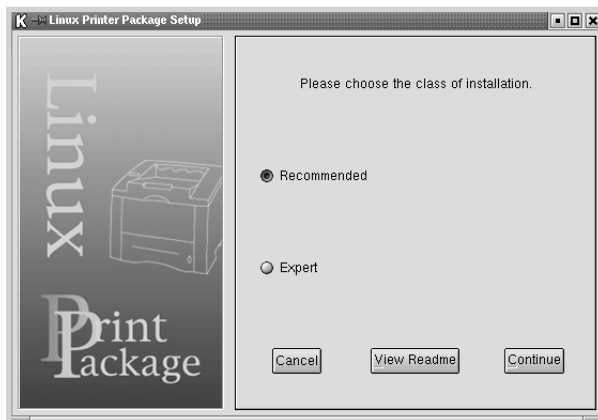 Linux Printer Package Setup
Linux
Print
Package
Please choose the class of installation.
Recommended
Expert
Cancel
View Readme
Continue